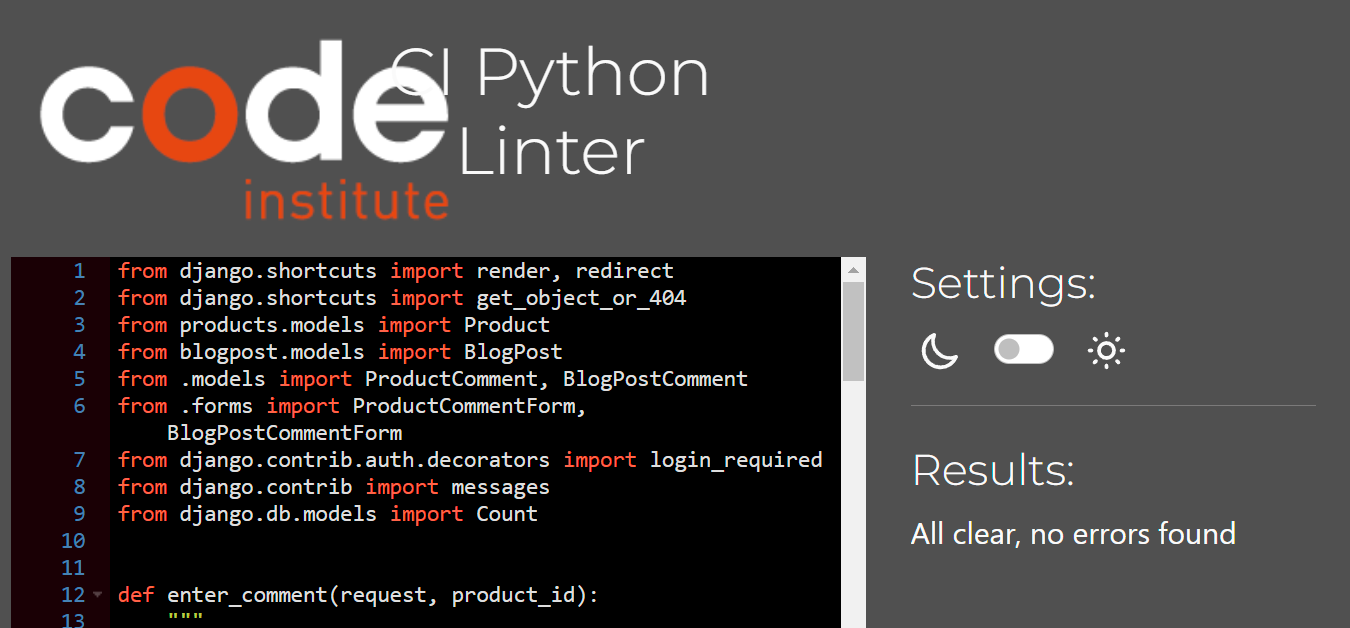 code
institute
CI Python
Linter
1 from django.shortcuts import render, redirect
2 from django.shortcuts import get_object_or_404
3 from products.models import Product
4 from blogpost.models import BlogPost
5 from .models import ProductComment, BlogPostComment
6 from .forms import ProductCommentForm,
BlogPostCommentForm
7 from django.contrib.auth.decorators import login_required
8 from django.contrib import messages
9 from django.db.models import Count
10
11
12 def enter_comment(request, product_id):
13 """
Settings:
Results:
All clear, no errors found